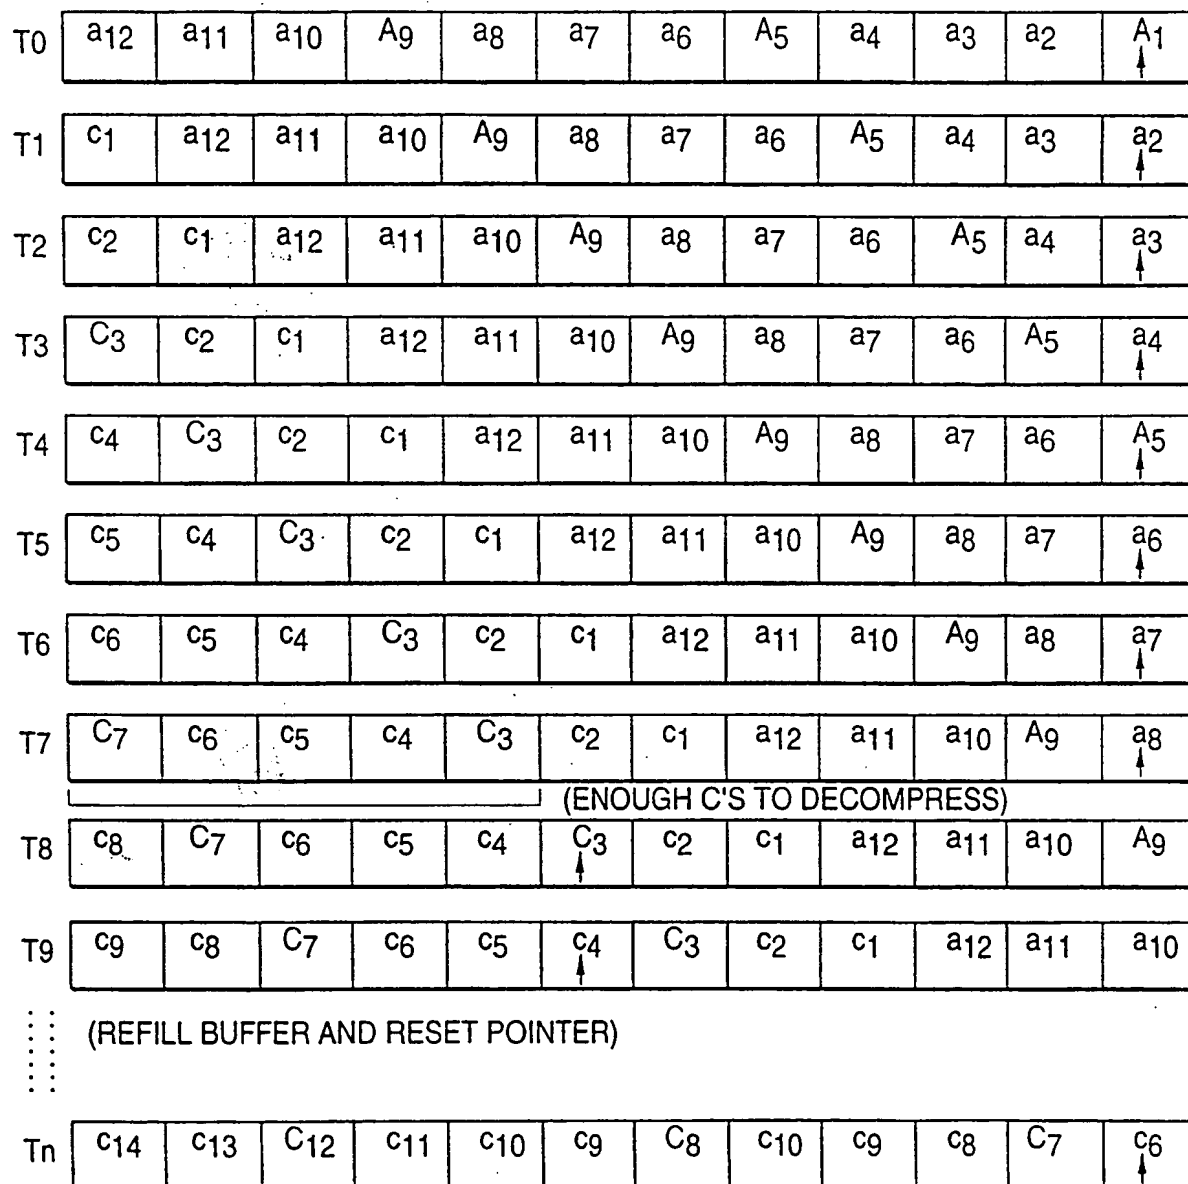 T0 a12 a11 a10 A9 a8 a7 a6 A5 a4 a3 a2 A1
T1 c1 a12 a11 a10 A9 a8 a7 a6 A5 a4 a3 a2
T2 c2 c1 a12 a11 a10 A9 a8 a7 a6 A5 a4 a3
T3 C3 c2 c1 a12 a11 a10 A9 a8 a7 a6 A5 a4
T4 c4 C3 c2 c1 a12 a11 a10 A9 a8 a7 a6 A5
T5 c5 c4 C3 c2 c1 a12 a11 a10 A9 a8 a7 a6
T6 c6 c5 c4 C3 c2 c1 a12 a11 a10 A9 a8 a7
T7 C7 c6 c5 c4 C3 c2 c1 a12 a11 a10 A9 a8
(ENOUGH C'S TO DECOMPRESS)
T8 c8 C7 c6 c5 c4 C3 c2 c1 a12 a11 a10 A9
T9 c9 c8 C7 c6 c5 c4 C3 c2 c1 a12 a11 a10
(REFILL BUFFER AND RESET POINTER)
Tn c14 c13 C12 c11 c10 c9 C8 c10 c9 c8 C7 c6